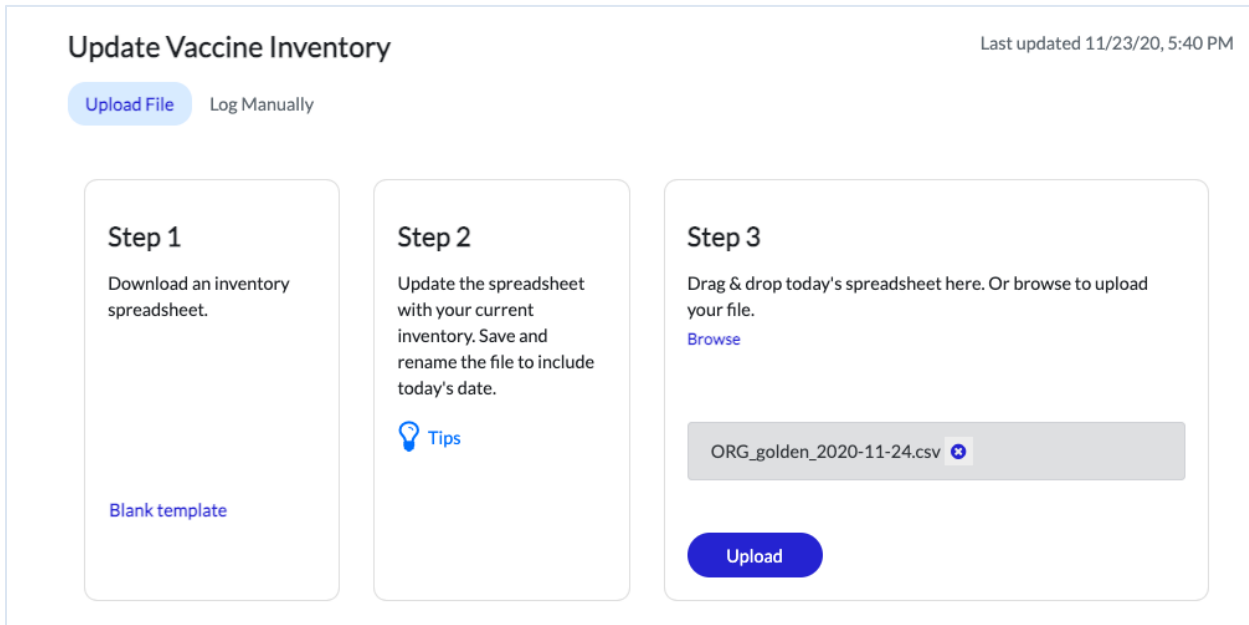 Update Vaccine Inventory
Last updated 11/23/20, 5:40 PM
Upload File
Log Manually
Step 1
Download an inventory
spreadsheet.
Blank template
Step 2
Update the spreadsheet
with your current
inventory. Save and
rename the file to include
today's date.
Tips
Step 3
Drag & drop today's spreadsheet here. Or browse to upload
your file.
Browse
ORG_golden_2020-11-24.csv
Upload